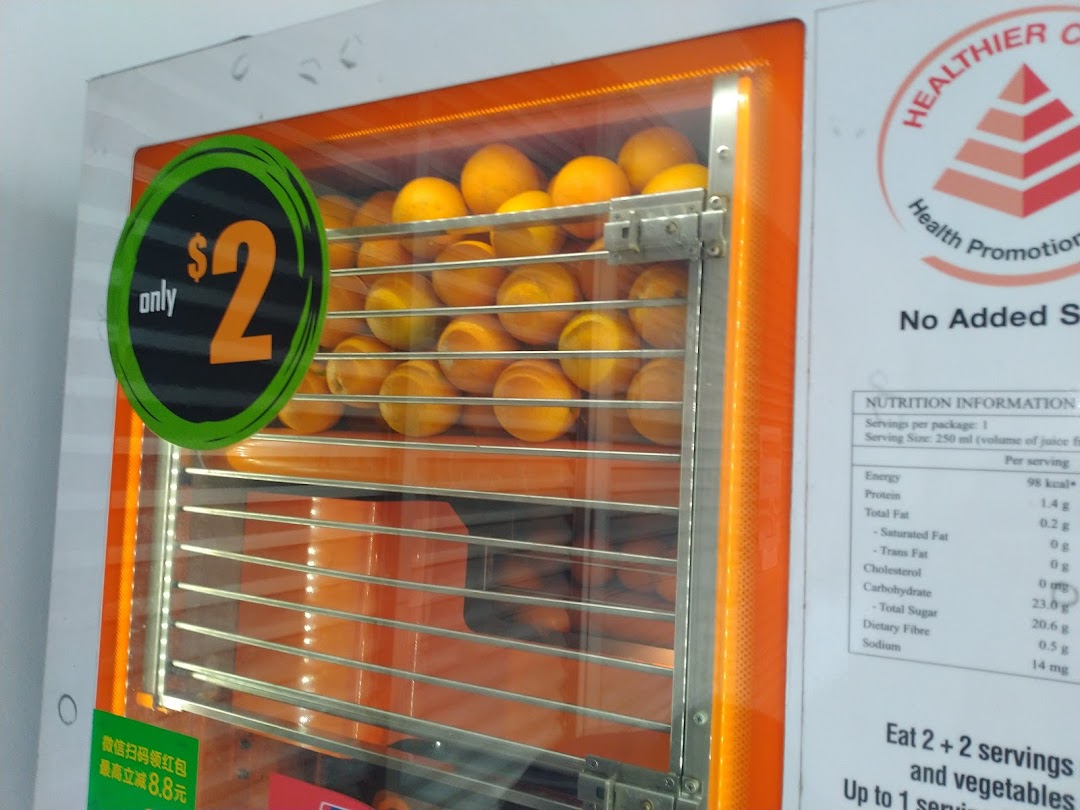 only $2
HEALTHIER C
Health Promotion
No Added S
NUTRITION INFORMATION
Servings per package: 1
Serving Size: 250 ml (volume of juice
Per serving
Energy 98 kcal*
Protein 1.4 g
Total Fat 0.2 g
- Saturated Fat 0 g
- Trans Fat 0 g
Cholesterol 0 mg
Carbohydrate 23.0 g
- Total Sugar 20.6 g
Dietary Fibre 0.5 g
Sodium 14 mg
Eat 2 + 2 servings
and vegetables
Up to 1
微信扫码领红包
最高立减8.8元